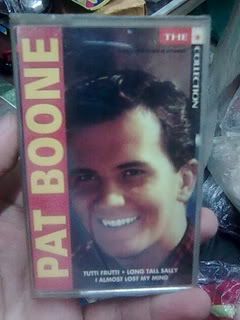 PAT BOONE
THE
COLLECTION
TUTTI FRUTTI • LONG TALL SALLY
I ALMOST LOST MY MIND